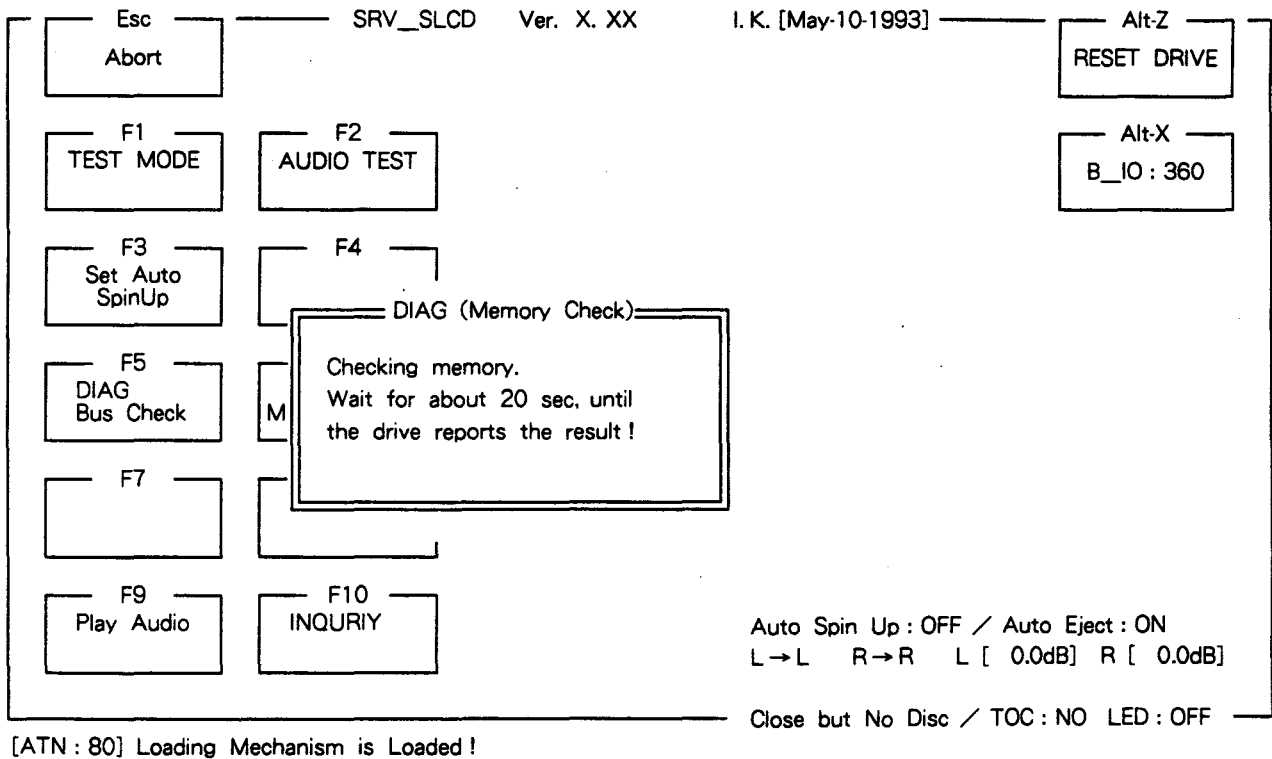 Esc
Abort
SRV__SLCD Ver. X. XX I. K. [May-10-1993]
Alt-Z
RESET DRIVE
F1
TEST MODE
F2
AUDIO TEST
Alt-X
B__IO : 360
F3
Set Auto
SpinUp
F4
DIAG (Memory Check)
Checking memory.
Wait for about 20 sec, until
the drive reports the result !
F5
DIAG
Bus Check
M
F7
F9
Play Audio
F10
INQURIY
Auto Spin Up : OFF / Auto Eject : ON
L→L R→R L [ 0.0dB] R [ 0.0dB]
Close but No Disc / TOC : NO LED : OFF
[ATN : 80] Loading Mechanism is Loaded !